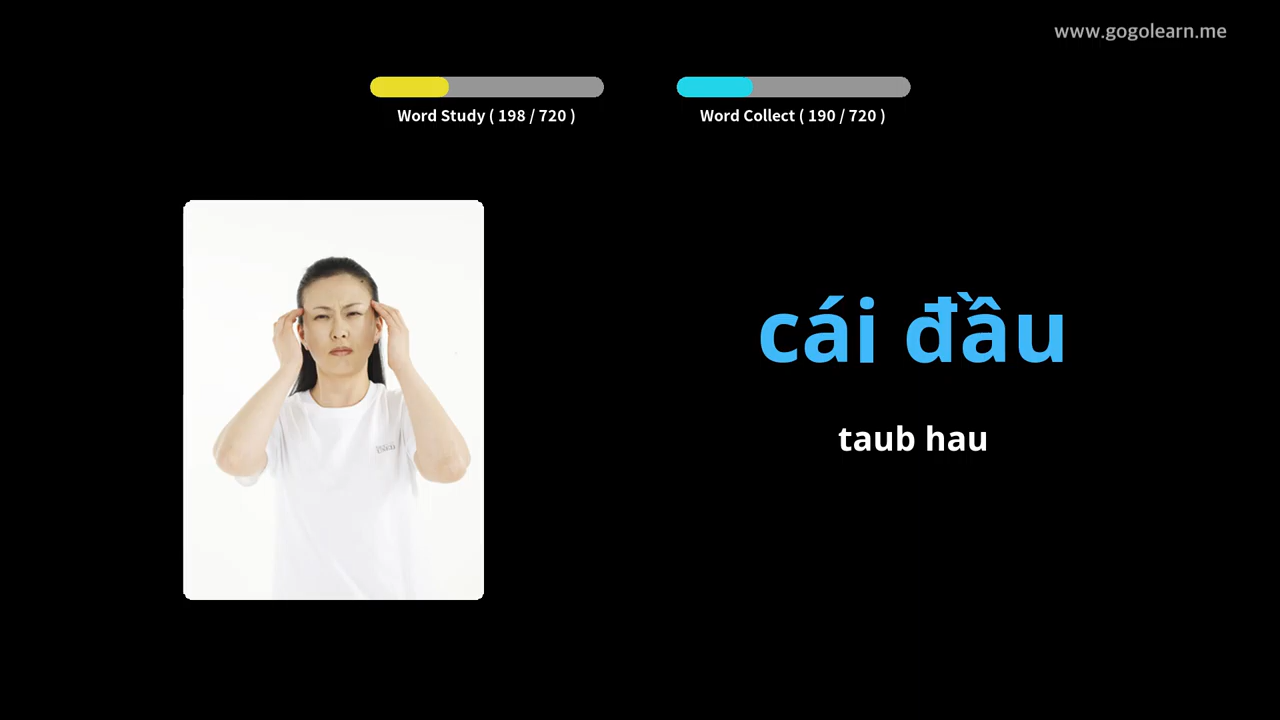 www.gogolearn.me
Word Study ( 198 / 720 )
Word Collect ( 190 / 720 )
cái đầu
taub hau